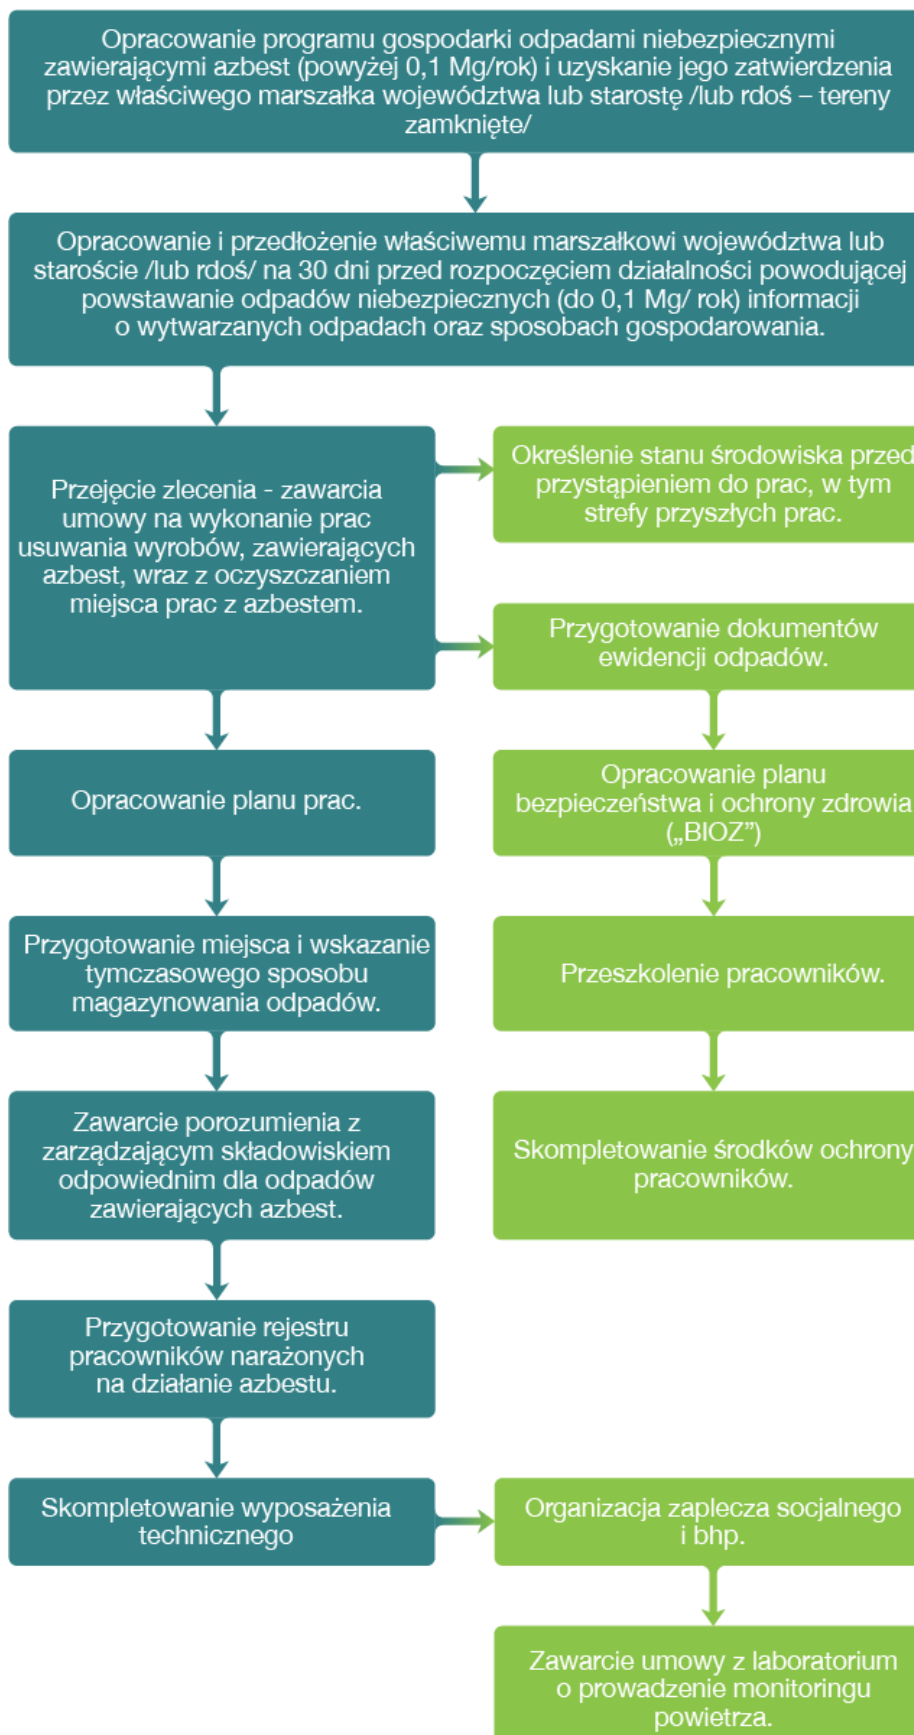 Opracowanie programu gospodarki odpadami niebezpiecznymi
zawierającymi azbest (powyżej 0,1 Mg/rok) i uzyskanie jego zatwierdzenia
przez właściwego marszałka województwa lub starostę /lub rdoś – tereny
zamknięte/
Opracowanie i przedłożenie właściwemu marszałkowi województwa lub
staroście /lub rdoś/ na 30 dni przed rozpoczęciem działalności powodującej
powstawanie odpadów niebezpiecznych (do 0,1 Mg/ rok) informacji
o wytwarzanych odpadach oraz sposobach gospodarowania.
Przejęcie zlecenia - zawarcia
umowy na wykonanie prac
usuwania wyrobów, zawierających
azbest, wraz z oczyszczaniem
miejsca prac z azbestem.
Określenie stanu środowiska przed
przystąpieniem do prac, w tym
strefy przyszłych prac.
Przygotowanie dokumentów
ewidencji odpadów.
Opracowanie planu prac.
Opracowanie planu
bezpieczeństwa i ochrony zdrowia
(„BIOZ”)
Przygotowanie miejsca i wskazanie
tymczasowego sposobu
magazynowania odpadów.
Przeszkolenie pracowników.
Zawarcie porozumienia z
zarządzającym składowiskiem
odpowiednim dla odpadów
zawierających azbest.
Skompletowanie środków ochrony
pracowników.
Przygotowanie rejestru
pracowników narażonych
na działanie azbestu.
Skompletowanie wyposażenia
technicznego
Organizacja zaplecza socjalnego
i bhp.
Zawarcie umowy z laboratorium
o prowadzenie monitoringu
powietrza.